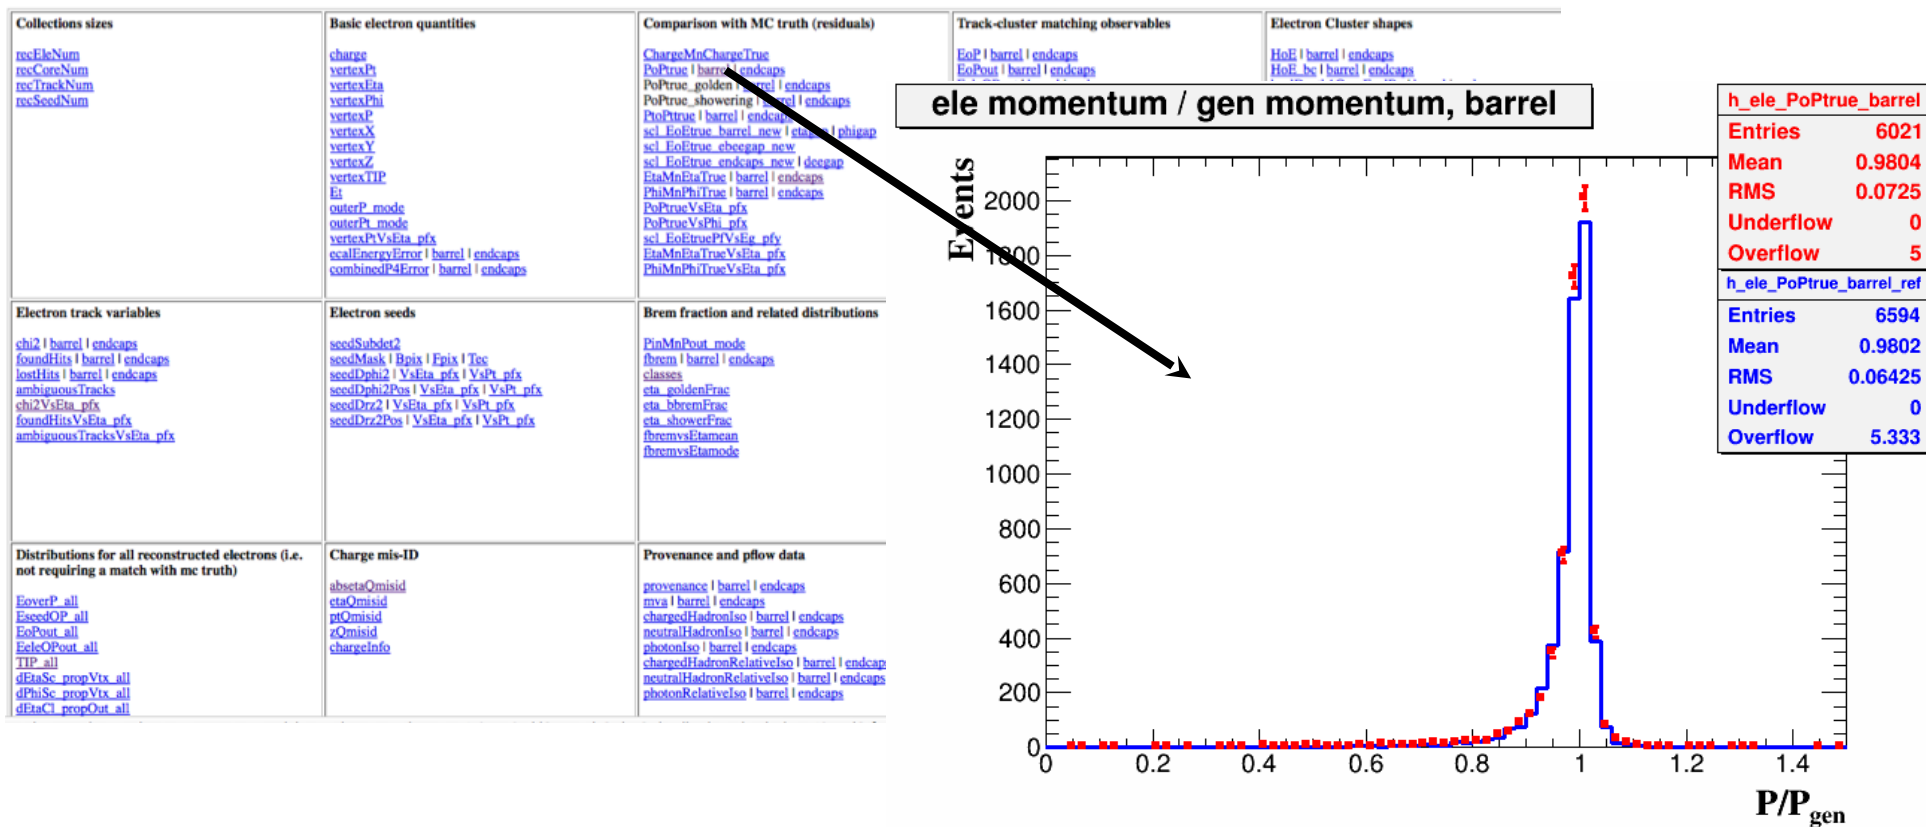 Collections sizes
recEleNum
recCoreNum
recTrackNum
recSeedNum
Basic electron quantities
charge
vertexPt
vertexEta
vertexPhi
vertexP
vertexX
vertexY
vertexZ
vertexTIP
Et
outerP_mode
outerPt_mode
vertexPtVsEta_pfx
ecalEnergyError | barrel | endcaps
combinedP4Error | barrel | endcaps
Comparison with MC truth (residuals)
ChargeMnChargeTrue
PoPtrue | barrel | endcaps
PoPtrue_golden | barrel | endcaps
PoPtrue_showering | barrel | endcaps
PtoPttrue | barrel | endcaps
scl_EoEtrue_barrel_new | etagap | phigap
scl_EoEtrue_ebeegap_new
scl_EoEtrue_endcaps_new | deegap
EtaMnEtaTrue | barrel | endcaps
PhiMnPhiTrue | barrel | endcaps
PoPtrueVsEta_pfx
PoPtrueVsPhi_pfx
scl_EoEtruePfVsEg_pfy
EtaMnEtaTrueVsEta_pfx
PhiMnPhiTrueVsEta_pfx
Track-cluster matching observables
EoP | barrel | endcaps
EoPout | barrel | endcaps
Electron Cluster shapes
HoE | barrel | endcaps
HoE_bc | barrel | endcaps
Electron track variables
chi2 | barrel | endcaps
foundHits | barrel | endcaps
lostHits | barrel | endcaps
ambiguousTracks
chi2VsEta_pfx
foundHitsVsEta_pfx
ambiguousTracksVsEta_pfx
Electron seeds
seedSubdet2
seedMask | Bpix | Fpix | Tec
seedDphi2 | VsEta_pfx | VsPt_pfx
seedDphi2Pos | VsEta_pfx | VsPt_pfx
seedDrz2 | VsEta_pfx | VsPt_pfx
seedDrz2Pos | VsEta_pfx | VsPt_pfx
Brem fraction and related distributions
PinMnPout_mode
fbrem | barrel | endcaps
classes
eta_goldenFrac
eta_bbremFrac
eta_showerFrac
fbremvsEtamean
fbremvsEtamode
Distributions for all reconstructed electrons (i.e.
not requiring a match with mc truth)
EoverP_all
EseedOP_all
EoPout_all
EeleOPout_all
TIP_all
dEtaSc_propVtx_all
dPhiSc_propVtx_all
dEtaCl_propOut_all
Charge mis-ID
absetaQmisid
etaQmisid
ptQmisid
zQmisid
chargeInfo
Provenance and pflow data
provenance | barrel | endcaps
mva | barrel | endcaps
chargedHadronIso | barrel | endcaps
neutralHadronIso | barrel | endcaps
photonIso | barrel | endcaps
chargedHadronRelativeIso | barrel | endcap
neutralHadronRelativeIso | barrel | endcaps
photonRelativeIso | barrel | endcaps
ele momentum / gen momentum, barrel
h_ele_PoPtrue_barrel
Entries 6021
Mean 0.9804
RMS 0.0725
Underflow 0
Overflow 5
h_ele_PoPtrue_barrel_ref
Entries 6594
Mean 0.9802
RMS 0.06425
Underflow 0
Overflow 5.333
Events
2000
1800
1600
1400
1200
1000
800
600
400
200
0
0 0.2 0.4 0.6 0.8 1 1.2 1.4
P/Pgen